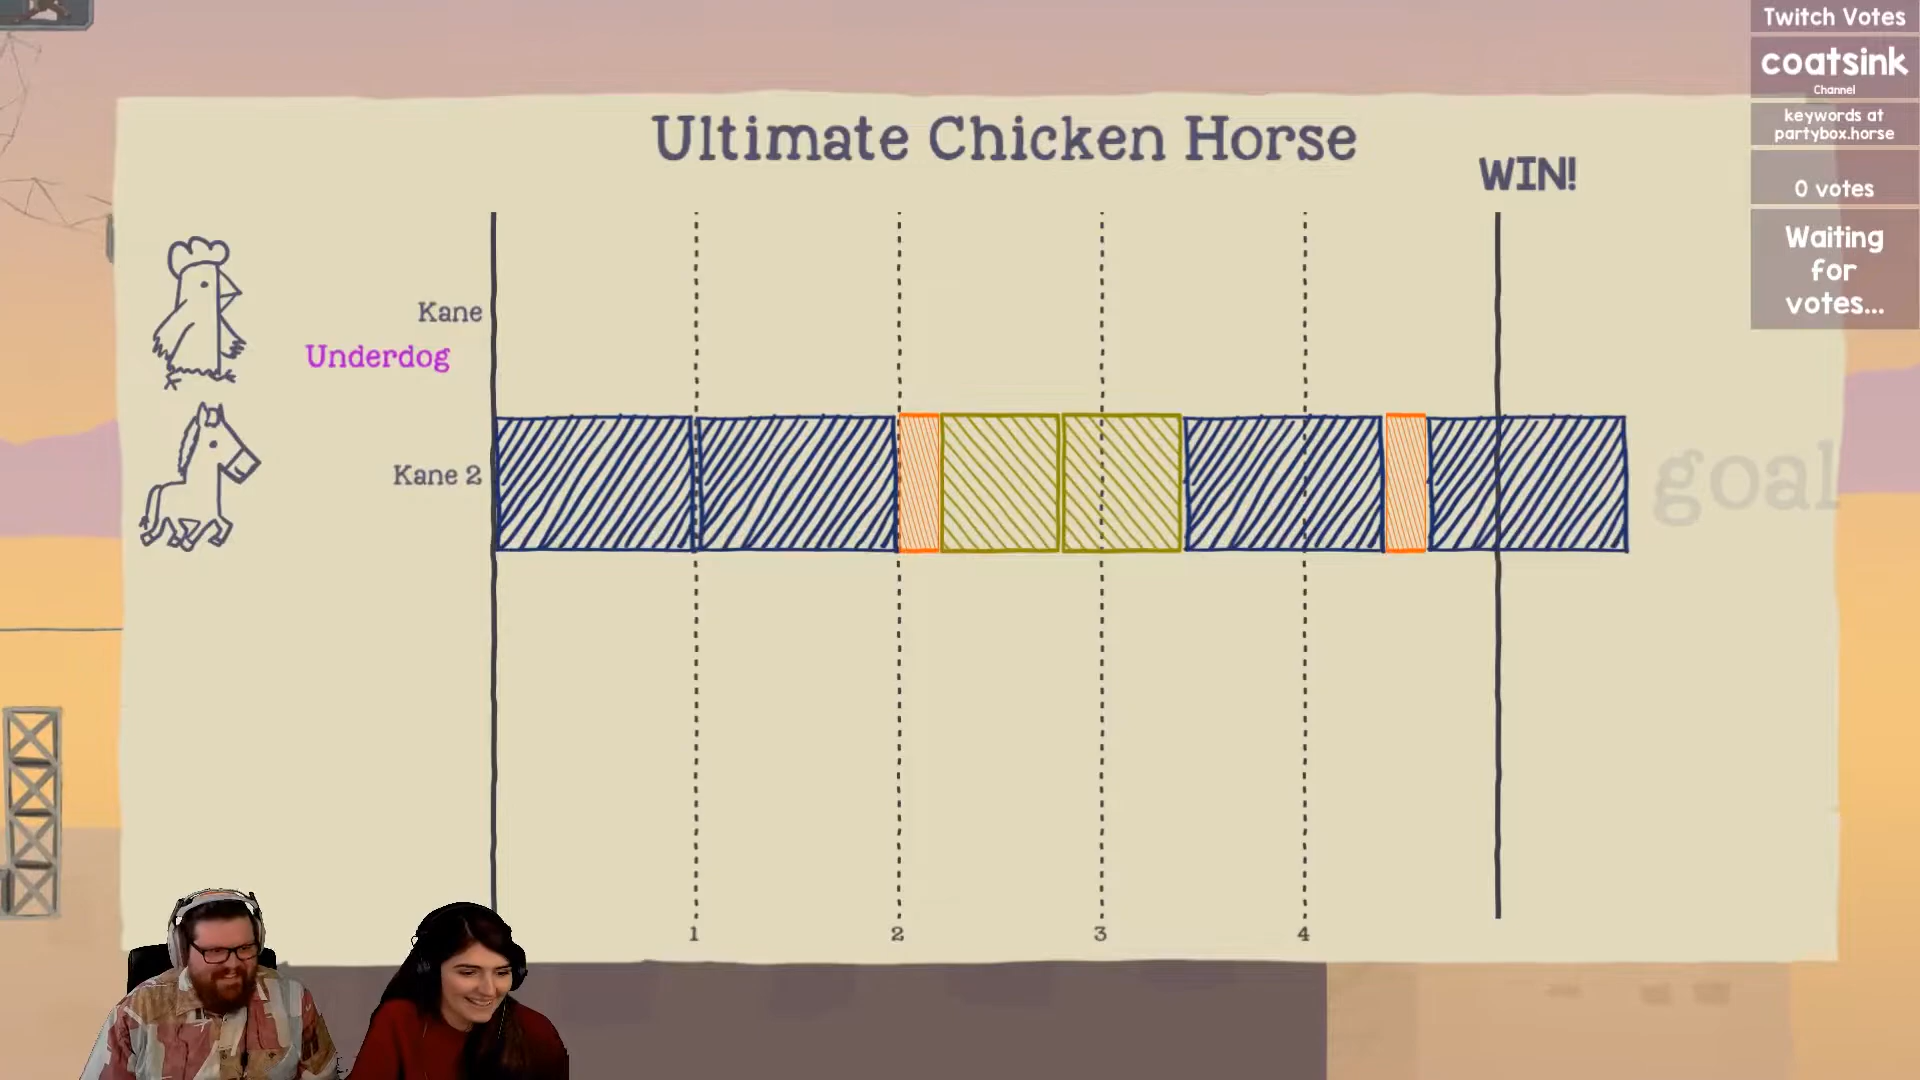 Ultimate Chicken Horse
WIN!
Kane
Underdog
Kane 2
goal
1
2
3
4
Twitch Votes
coatsink
Channel
keywords at
partybox.horse
0 votes
Waiting
for
votes...